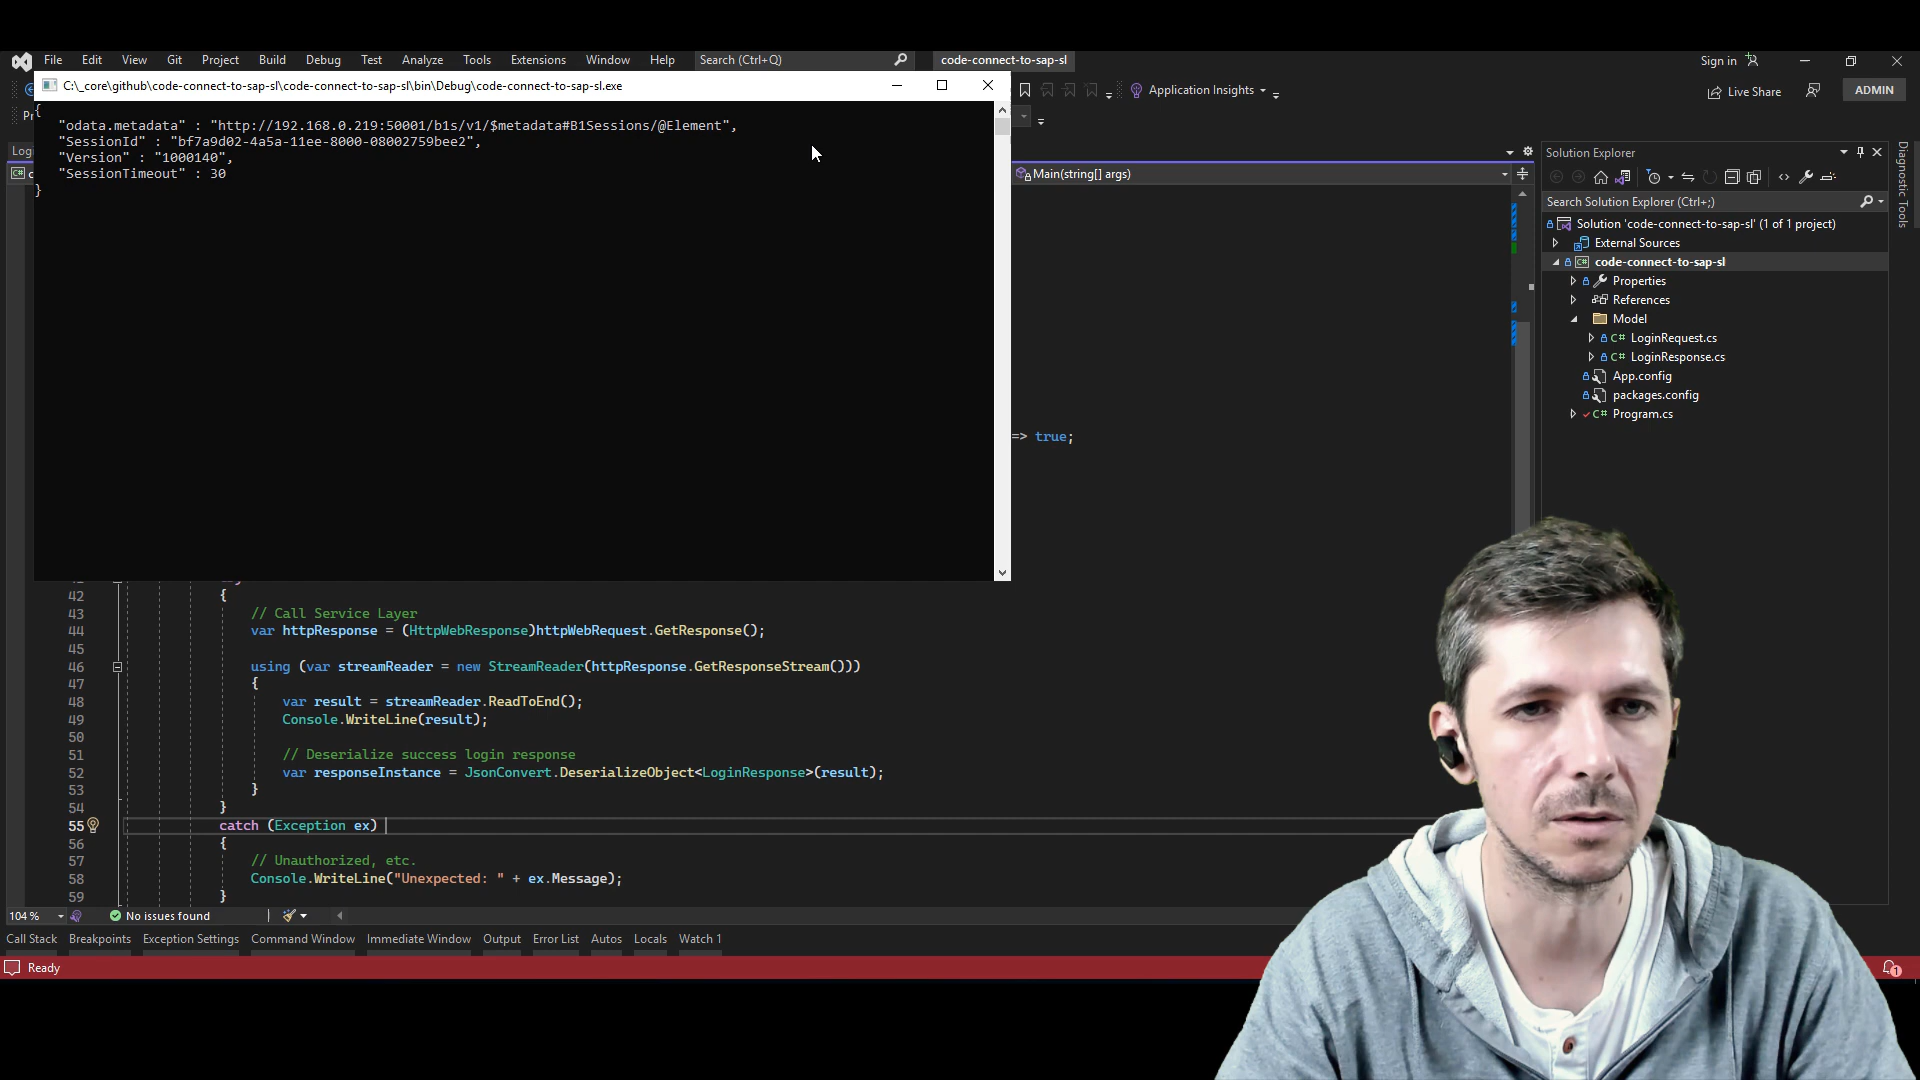 File Edit View Git Project Build Debug Test Analyze Tools Extensions Window Help Search (Ctrl+Q) code-connect-to-sap-sl Sign in
C:\_core\github\code-connect-to-sap-sl\code-connect-to-sap-sl\bin\Debug\code-connect-to-sap-sl.exe
Application Insights Live Share ADMIN
{
"odata.metadata" : "http://192.168.0.219:50001/b1s/v1/$metadata#B1Sessions/@Element",
"SessionId" : "bf7a9d02-4a5a-11ee-8000-08002759bee2",
"Version" : "1000140",
"SessionTimeout" : 30
}
Main(string[] args)
=> true;
42 {
43 // Call Service Layer
44 var httpResponse = (HttpWebResponse)httpWebRequest.GetResponse();
45
46 using (var streamReader = new StreamReader(httpResponse.GetResponseStream()))
47 {
48 var result = streamReader.ReadToEnd();
49 Console.WriteLine(result);
50
51 // Deserialize success login response
52 var responseInstance = JsonConvert.DeserializeObject<LoginResponse>(result);
53 }
54 }
55 catch (Exception ex)
56 {
57 // Unauthorized, etc.
58 Console.WriteLine("Unexpected: " + ex.Message);
59 }
104 % No issues found
Call Stack Breakpoints Exception Settings Command Window Immediate Window Output Error List Autos Locals Watch 1
Ready
Solution Explorer
Search Solution Explorer (Ctrl+;)
Solution 'code-connect-to-sap-sl' (1 of 1 project)
External Sources
code-connect-to-sap-sl
Properties
References
Model
LoginRequest.cs
LoginResponse.cs
App.config
packages.config
Program.cs
Diagnostic Tools
1